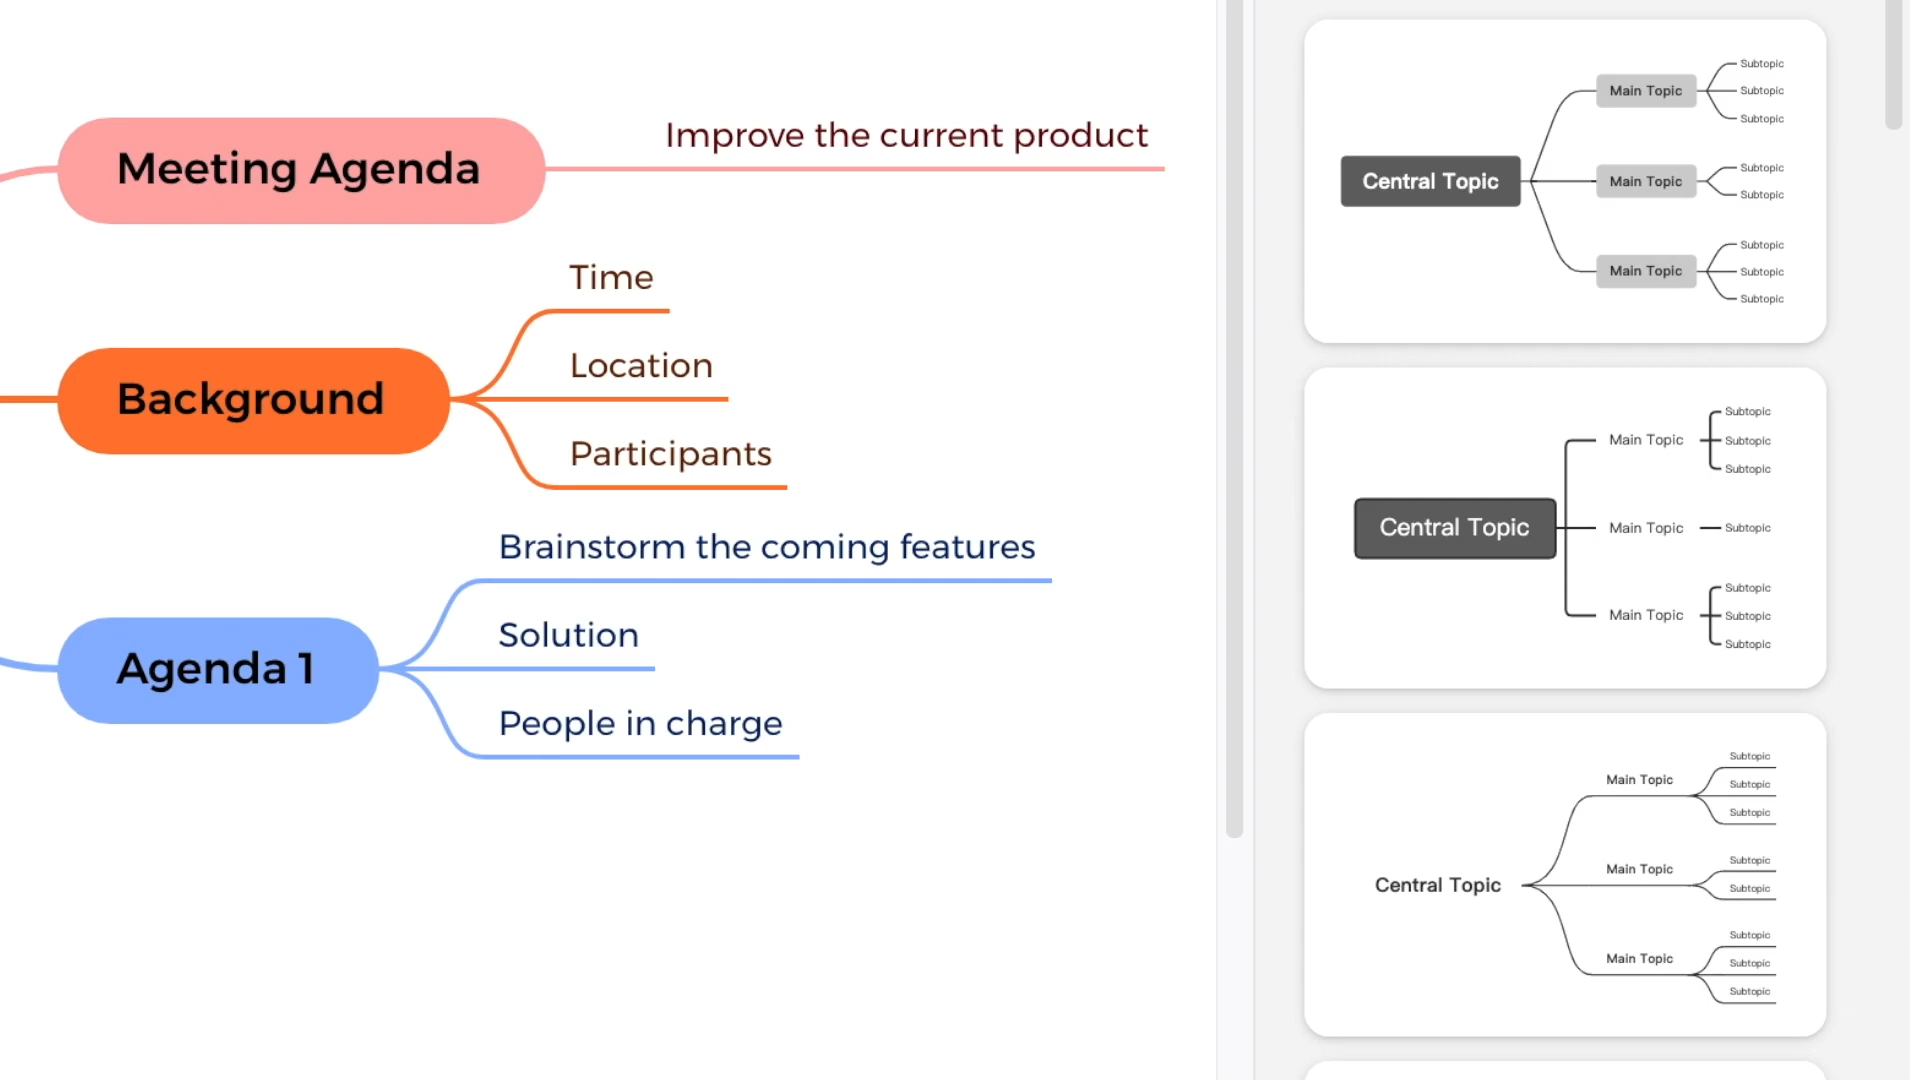 Meeting Agenda
Improve the current product
Background
Time
Location
Participants
Agenda 1
Brainstorm the coming features
Solution
People in charge
Central Topic
Main Topic
Subtopic
Subtopic
Subtopic
Main Topic
Subtopic
Subtopic
Main Topic
Subtopic
Subtopic
Subtopic
Central Topic
Main Topic
Subtopic
Subtopic
Subtopic
Main Topic
Subtopic
Main Topic
Subtopic
Subtopic
Subtopic
Central Topic
Main Topic
Subtopic
Subtopic
Subtopic
Main Topic
Subtopic
Subtopic
Main Topic
Subtopic
Subtopic
Subtopic